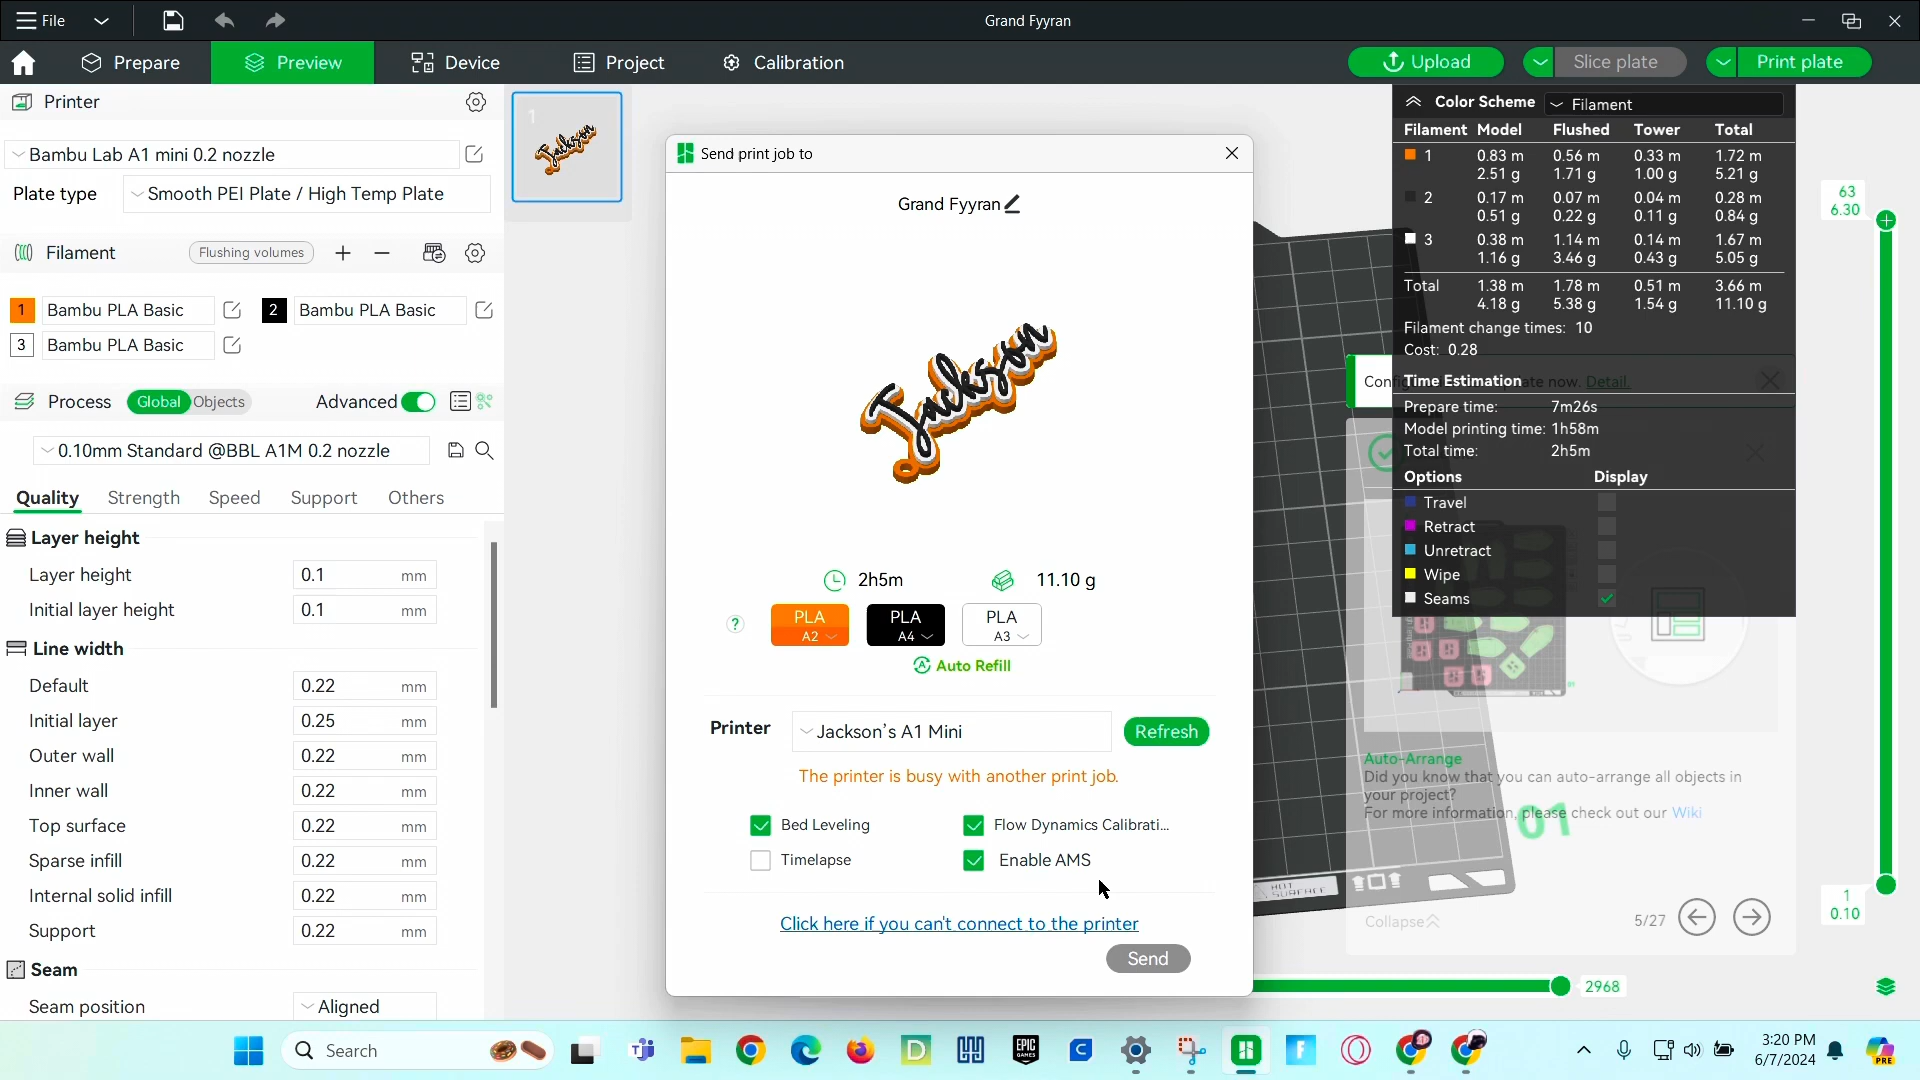 File
Grand Fyyran
Prepare
Preview
Device
Project
Calibration
Upload
Slice plate
Print plate
Printer
Bambu Lab A1 mini 0.2 nozzle
Plate type
Smooth PEI Plate / High Temp Plate
Filament
Flushing volumes
1 Bambu PLA Basic
2 Bambu PLA Basic
3 Bambu PLA Basic
Process
Global
Objects
Advanced
0.10mm Standard @BBL A1M 0.2 nozzle
Quality
Strength
Speed
Support
Others
Layer height
Layer height 0.1 mm
Initial layer height 0.1 mm
Line width
Default 0.22 mm
Initial layer 0.25 mm
Outer wall 0.22 mm
Inner wall 0.22 mm
Top surface 0.22 mm
Sparse infill 0.22 mm
Internal solid infill 0.22 mm
Support 0.22 mm
Seam
Seam position Aligned
1
Jackson
Send print job to
Grand Fyyran
Jackson
2h5m
11.10 g
?
PLA
A2
PLA
A4
PLA
A3
Auto Refill
Printer
Jackson's A1 Mini
Refresh
The printer is busy with another print job.
Bed Leveling
Flow Dynamics Calibrati...
Timelapse
Enable AMS
Click here if you can't connect to the printer
Send
Color Scheme
Filament
Filament Model Flushed Tower Total
1 0.83 m 0.56 m 0.33 m 1.72 m
2.51 g 1.71 g 1.00 g 5.21 g
2 0.17 m 0.07 m 0.04 m 0.28 m
0.51 g 0.22 g 0.11 g 0.84 g
3 0.38 m 1.14 m 0.14 m 1.67 m
1.16 g 3.46 g 0.43 g 5.05 g
Total 1.38 m 1.78 m 0.51 m 3.66 m
4.18 g 5.38 g 1.54 g 11.10 g
Filament change times: 10
Cost: 0.28
Time Estimation
Prepare time: 7m26s
Model printing time: 1h58m
Total time: 2h5m
Options Display
Travel
Retract
Unretract
Wipe
Seams
date now. Detail.
Auto-Arrange
Did you know that you can auto-arrange all objects in
your project?
For more information, please check out our Wiki
01
HOT
SURFACE
Collapse
5/27
63
6.30
1
0.10
2968
Search
EPIC
GAMES
3:20 PM
6/7/2024
PRE